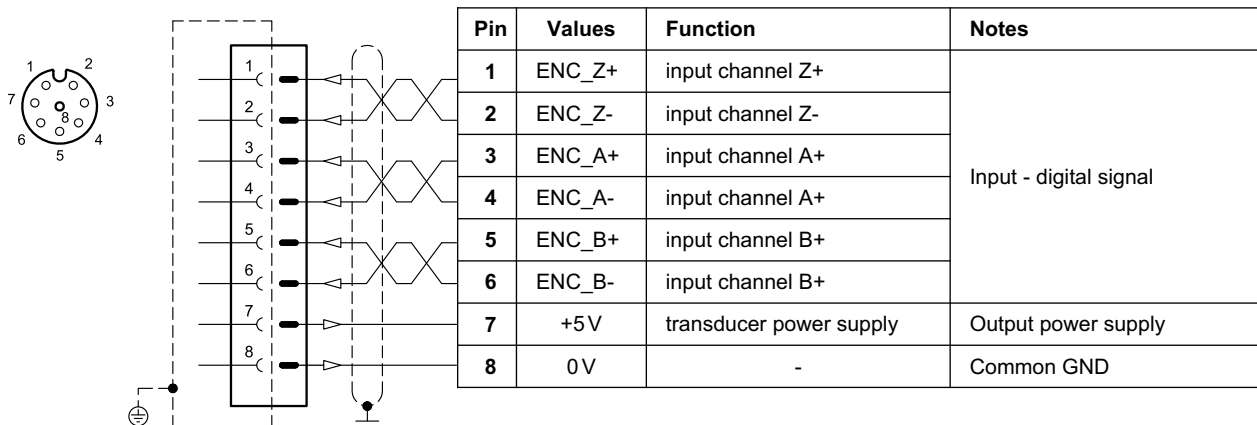 1 2
7 3
8
6 4
5
1
2
3
4
5
6
7
8
Pin Values Function Notes
1 ENC_Z+ input channel Z+
2 ENC_Z- input channel Z-
3 ENC_A+ input channel A+
Input - digital signal
4 ENC_A- input channel A+
5 ENC_B+ input channel B+
6 ENC_B- input channel B+
7 +5V transducer power supply Output power supply
8 0V - Common GND